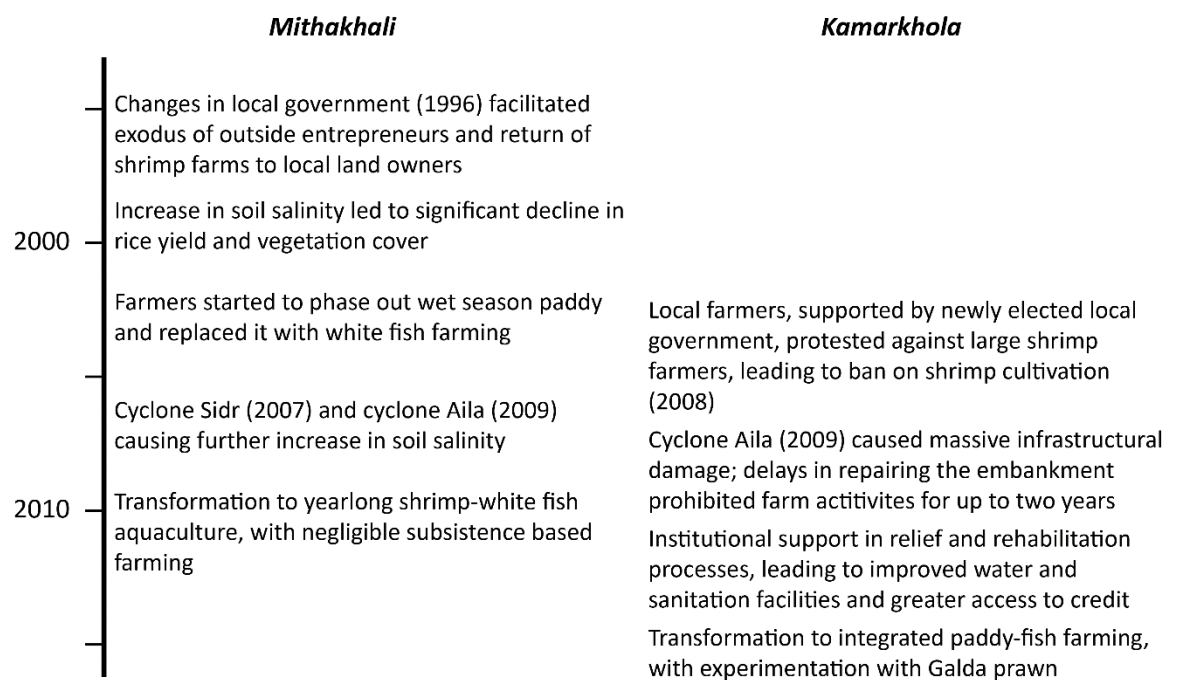 Mithakhali
Kamarkhola
Changes in local government (1996) facilitated
exodus of outside entrepreneurs and return of
shrimp farms to local land owners
Increase in soil salinity led to significant decline in
2000
rice yield and vegetation cover
Farmers started to phase out wet season paddy
and replaced it with white fish farming
Cyclone Sidr (2007) and cyclone Aila (2009)
causing further increase in soil salinity
2010
Transformation to yearlong shrimp-white fish
aquaculture, with negligible subsistence based
farming
Local farmers, supported by newly elected local
government, protested against large shrimp
farmers, leading to ban on shrimp cultivation
(2008)
Cyclone Aila (2009) caused massive infrastructural
damage; delays in repairing the embankment
prohibited farm actitivites for up to two years
Institutional support in relief and rehabilitation
processes, leading to improved water and
sanitation facilities and greater access to credit
Transformation to integrated paddy-fish farming,
with experimentation with Galda prawn